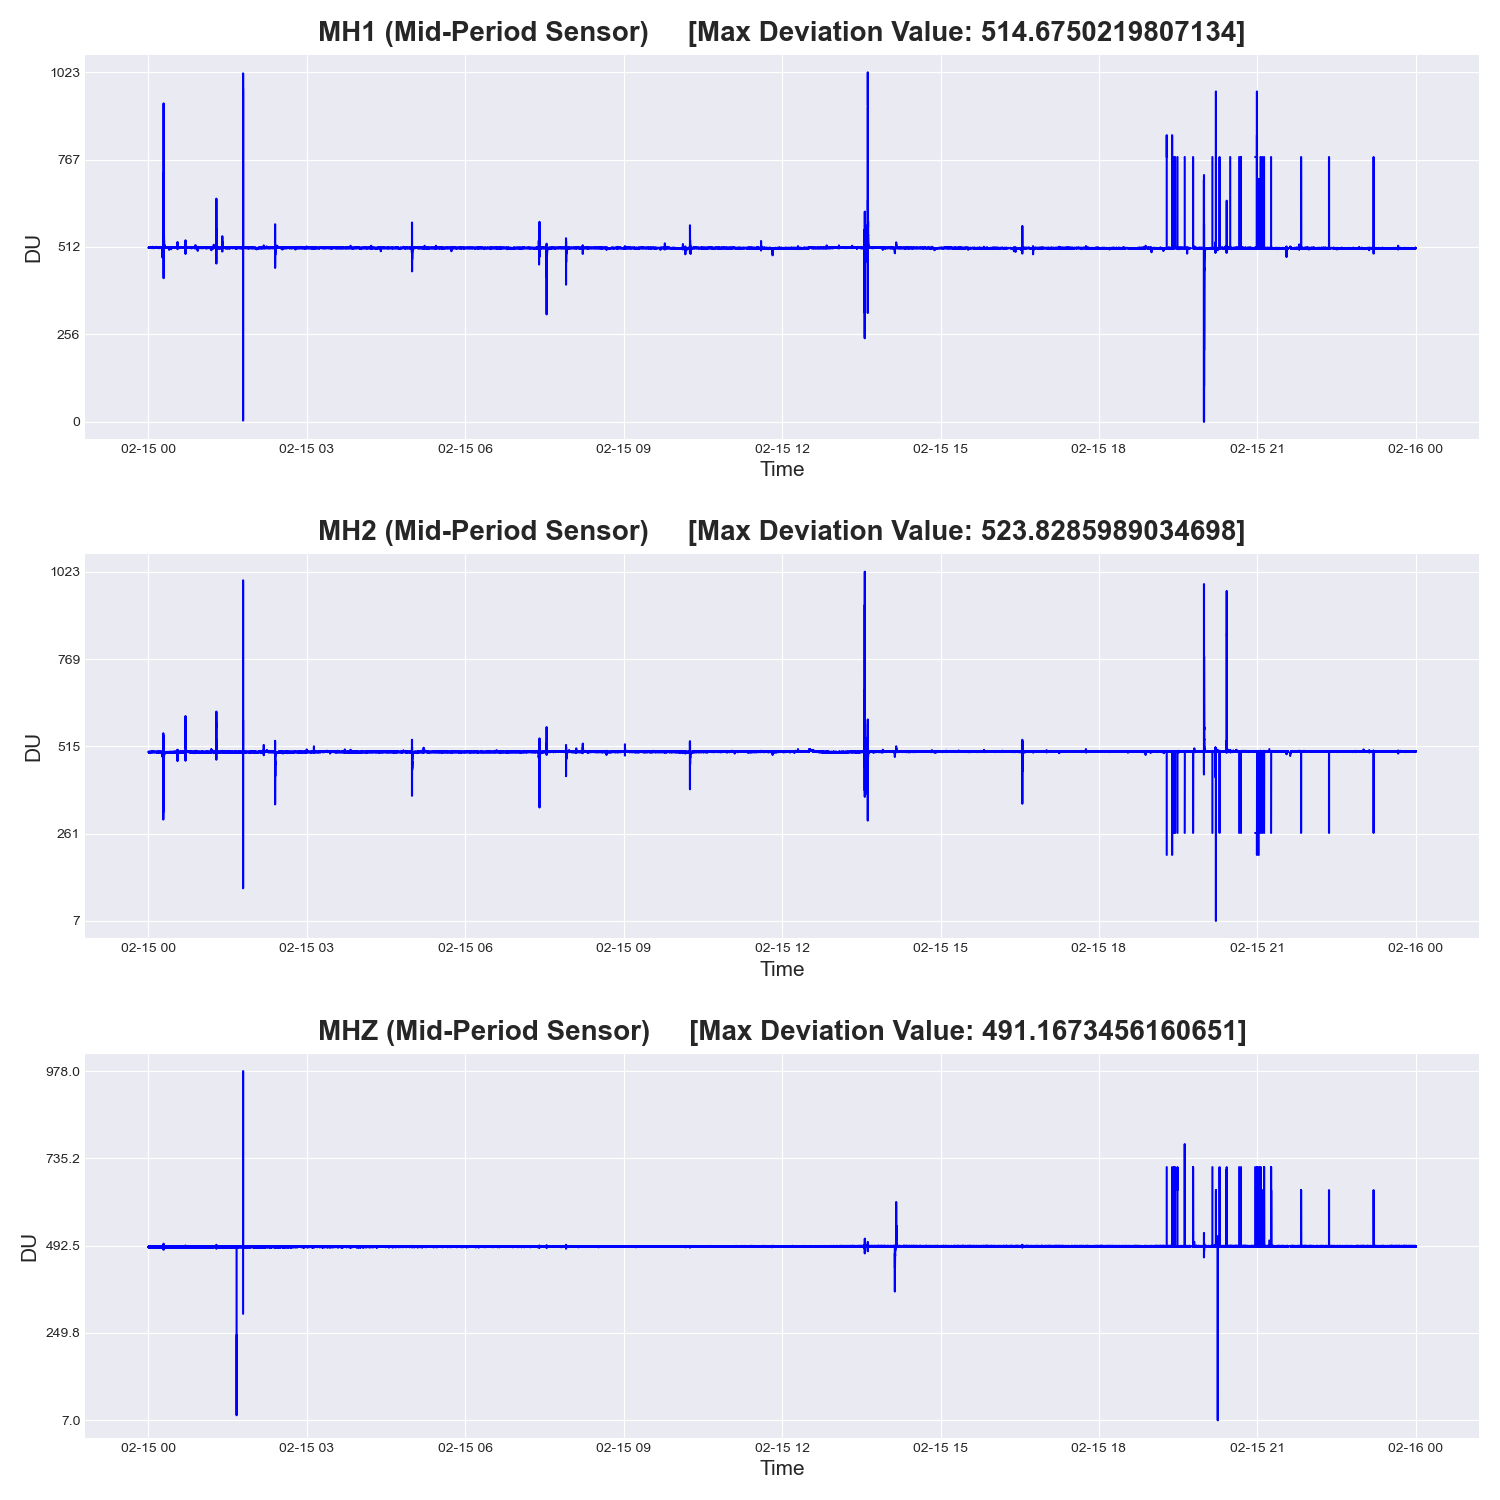 MH1 (Mid-Period Sensor) [Max Deviation Value: 514.6750219807134]
1023
767
512
256
0
DU
02-15 00 02-15 03 02-15 06 02-15 09 02-15 12 02-15 15 02-15 18 02-15 21 02-16 00
Time
MH2 (Mid-Period Sensor) [Max Deviation Value: 523.8285989034698]
1023
769
515
261
7
DU
02-15 00 02-15 03 02-15 06 02-15 09 02-15 12 02-15 15 02-15 18 02-15 21 02-16 00
Time
MHZ (Mid-Period Sensor) [Max Deviation Value: 491.1673456160651]
978.0
735.2
492.5
249.8
7.0
DU
02-15 00 02-15 03 02-15 06 02-15 09 02-15 12 02-15 15 02-15 18 02-15 21 02-16 00
Time